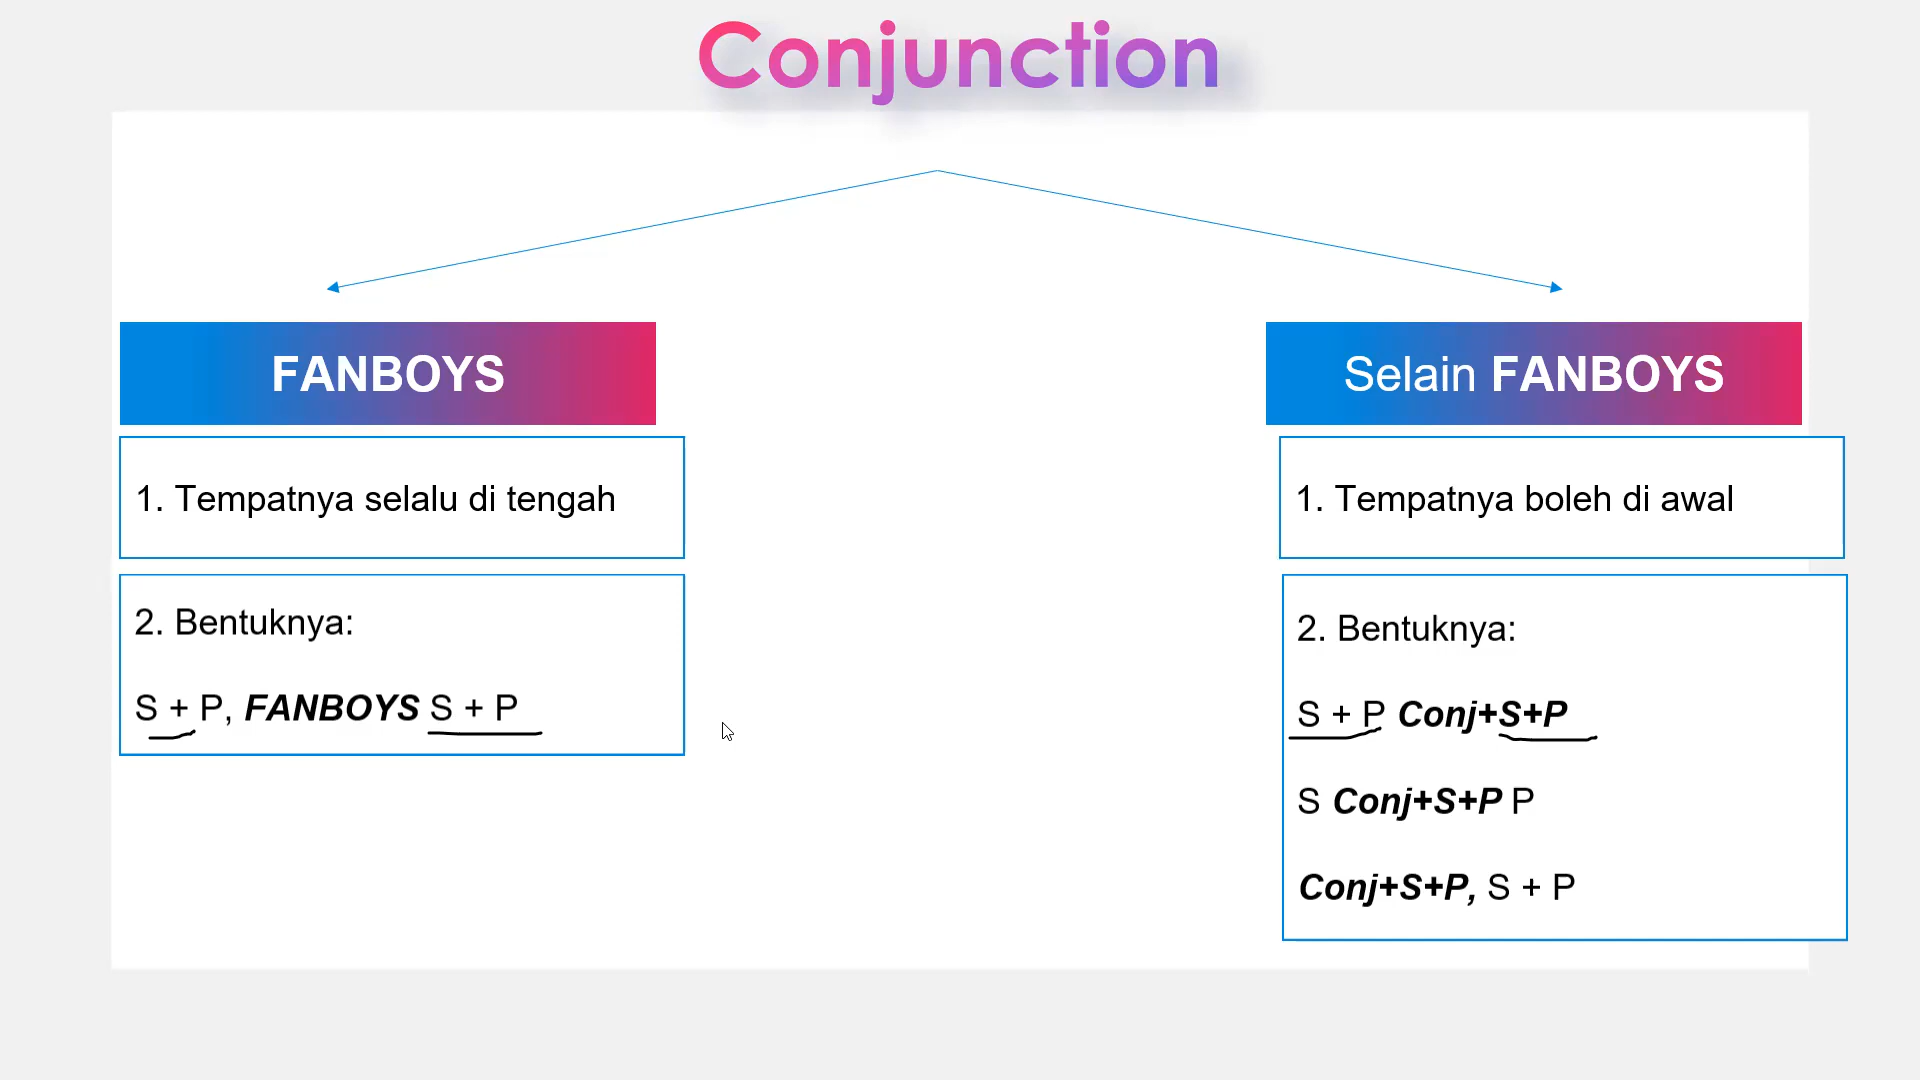 Conjunction
FANBOYS
1. Tempatnya selalu di tengah
2. Bentuknya:
S + P, FANBOYS S + P
Selain FANBOYS
1. Tempatnya boleh di awal
2. Bentuknya:
S + P Conj+S+P
S Conj+S+P P
Conj+S+P, S + P